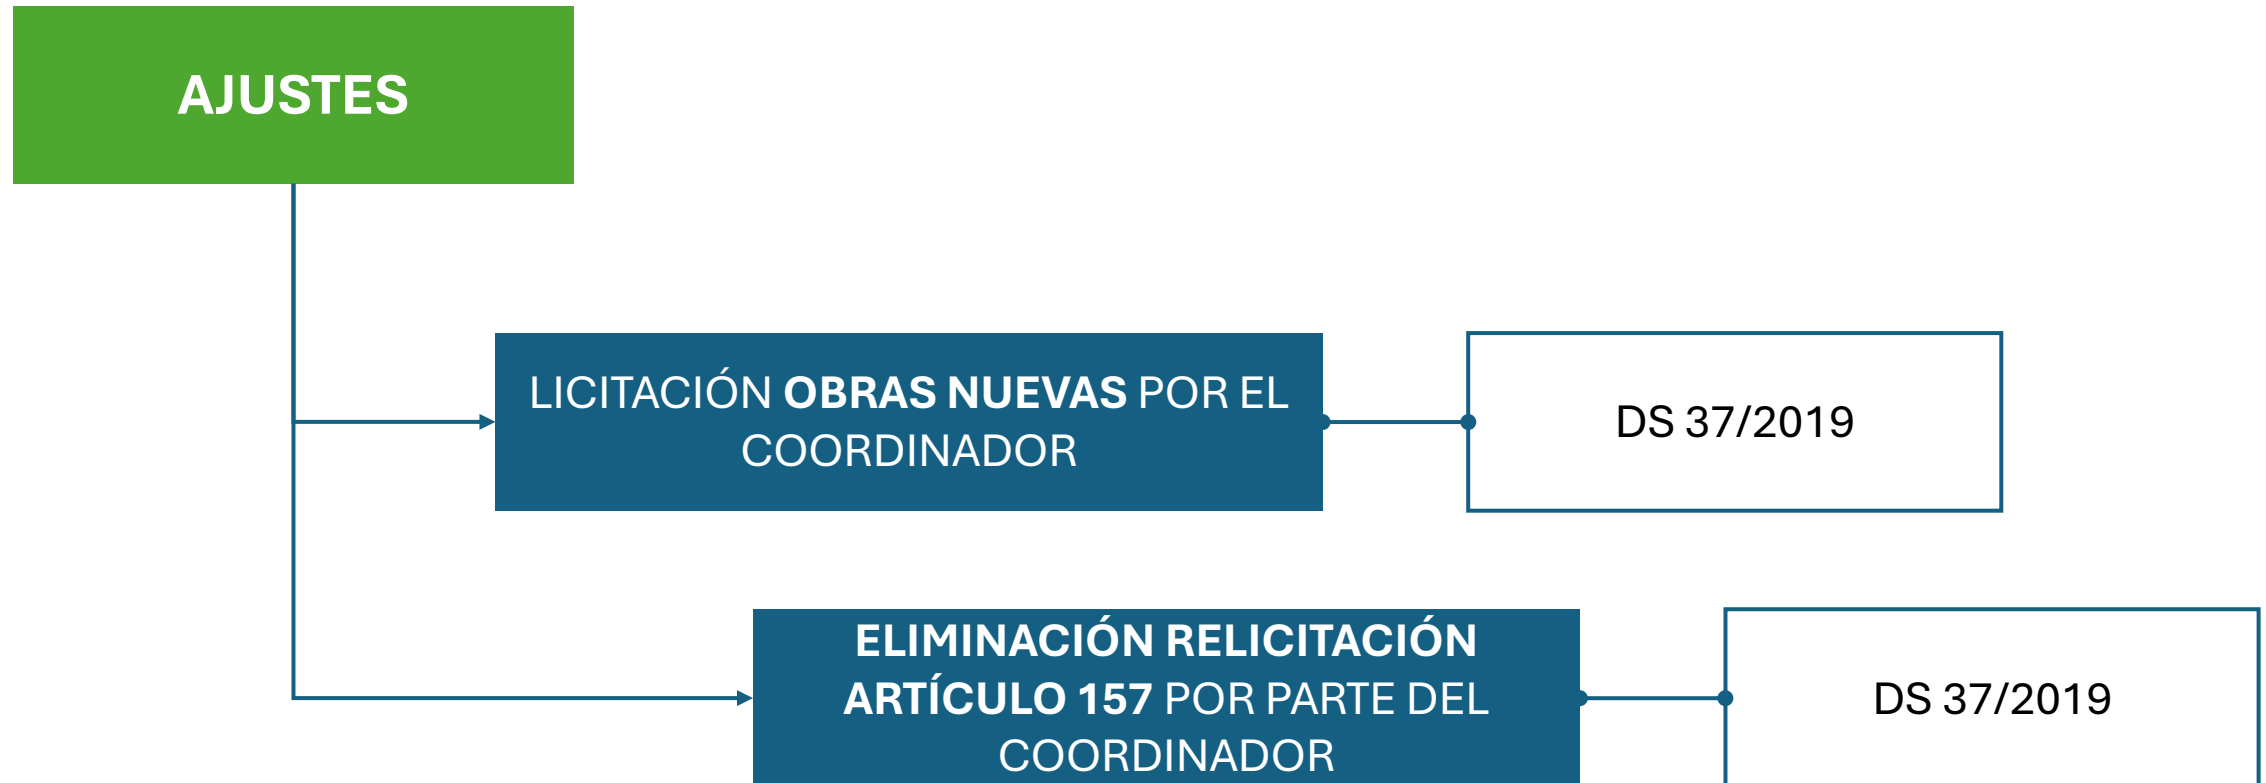 AJUSTES
LICITACIÓN OBRAS NUEVAS POR EL
COORDINADOR
DS 37/2019
ELIMINACIÓN RELICITACIÓN
ARTÍCULO 157 POR PARTE DEL
COORDINADOR
DS 37/2019